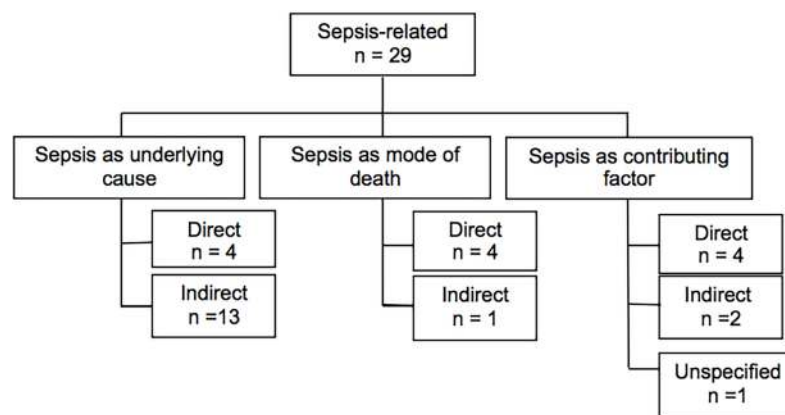 Sepsis-related
n = 29
Sepsis as underlying
cause
Sepsis as mode of
death
Sepsis as contributing
factor
Direct
n = 4
Indirect
n =13
Direct
n = 4
Indirect
n = 1
Direct
n = 4
Indirect
n =2
Unspecified
n =1